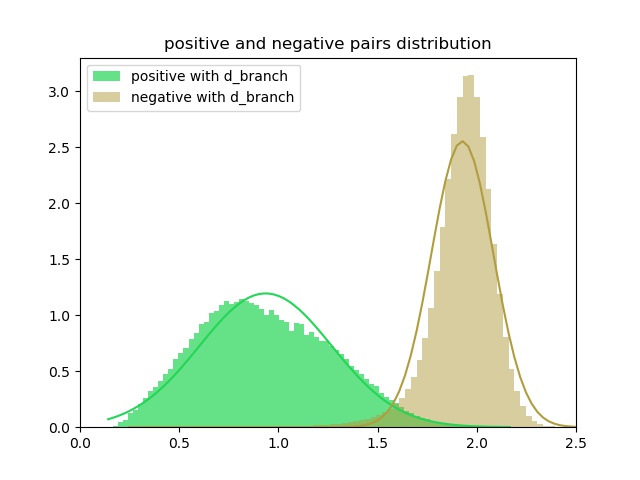 positive and negative pairs distribution
positive with d_branch
negative with d_branch
3.0
2.5
2.0
1.5
1.0
0.5
0.0
0.0 0.5 1.0 1.5 2.0 2.5